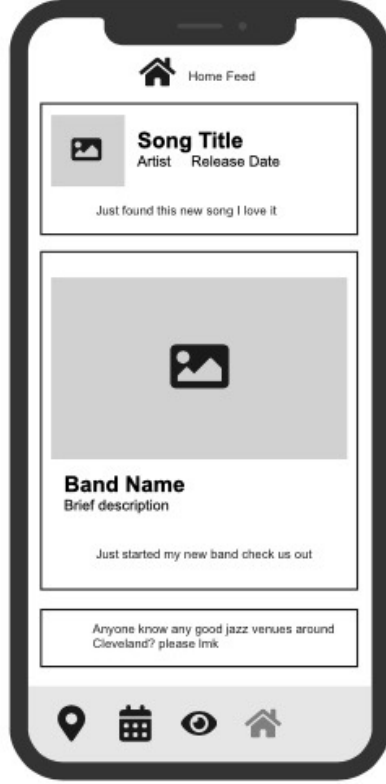 Home Feed
Song Title
Artist Release Date
Just found this new song I love it
Band Name
Brief description
Just started my new band check us out
Anyone know any good jazz venues around
Cleveland? please lmk